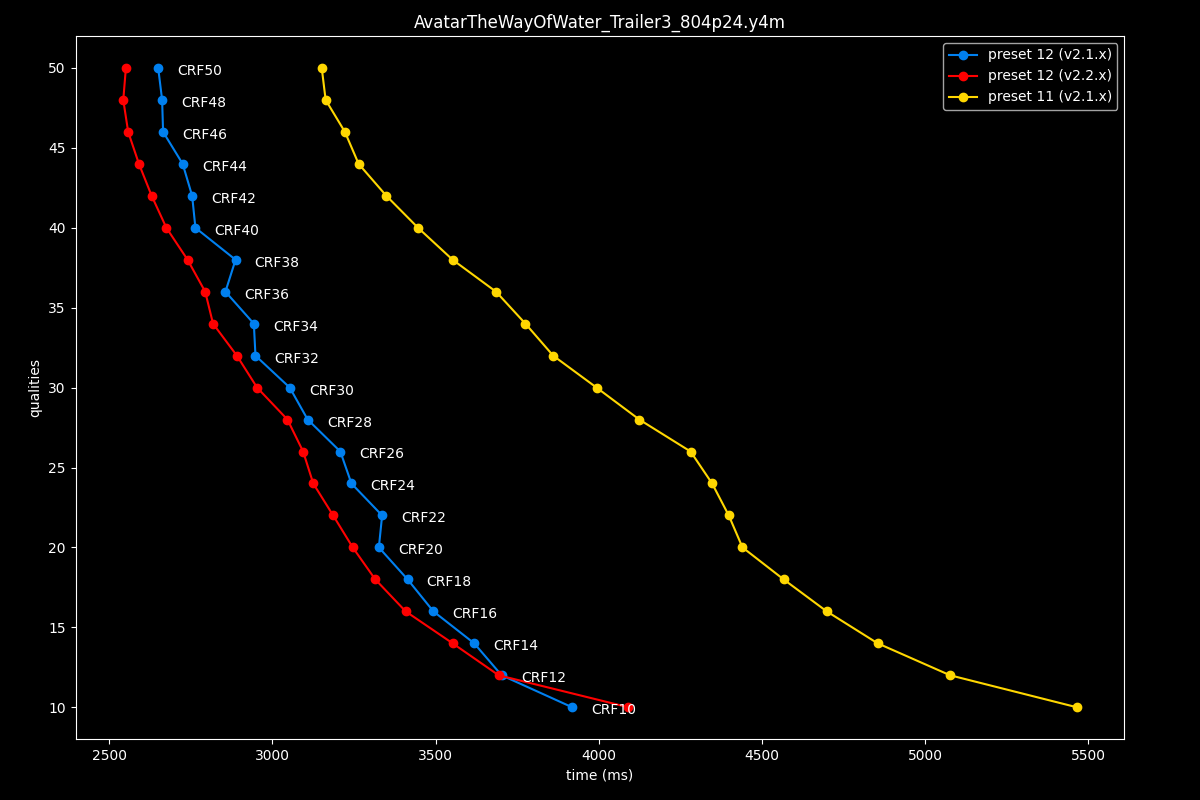 AvatarTheWayOfWater_Trailer3_804p24.y4m
preset 12 (v2.1.x)
preset 12 (v2.2.x)
preset 11 (v2.1.x)
qualities
50
45
40
35
30
25
20
15
10
CRF50
CRF48
CRF46
CRF44
CRF42
CRF40
CRF38
CRF36
CRF34
CRF32
CRF30
CRF28
CRF26
CRF24
CRF22
CRF20
CRF18
CRF16
CRF14
CRF12
CRF10
2500 3000 3500 4000 4500 5000 5500
time (ms)